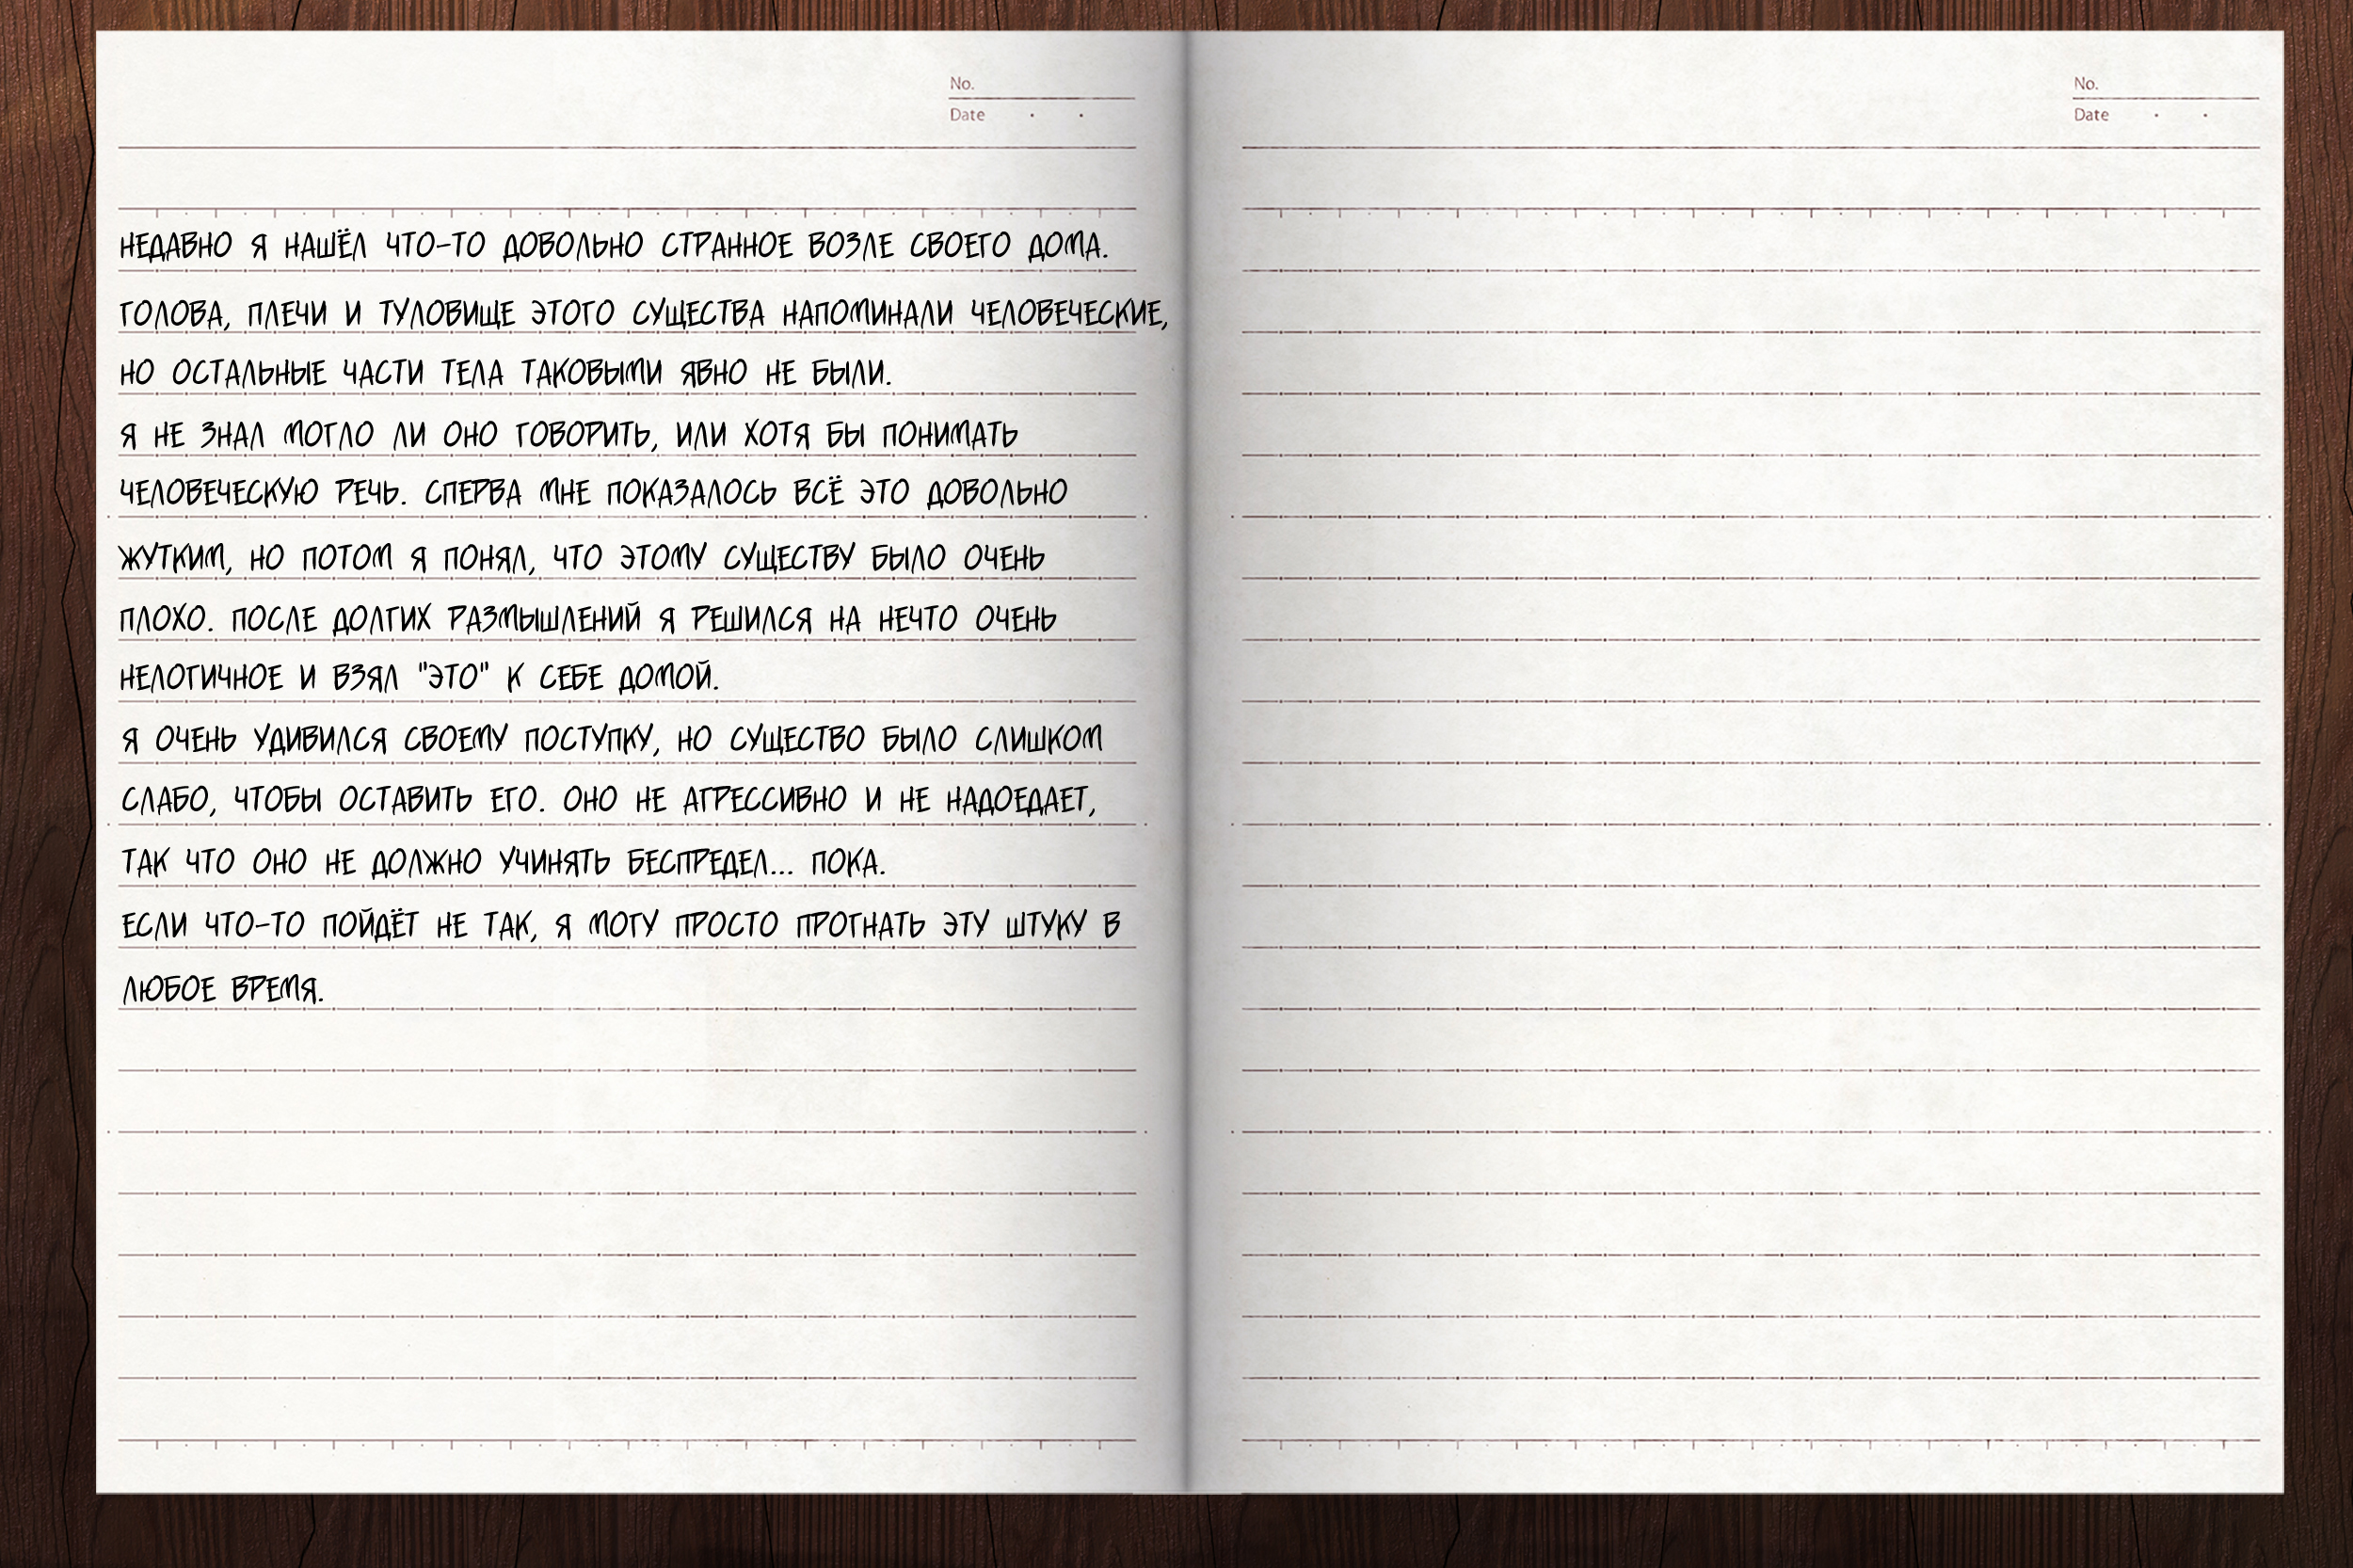 No.
Date . .
НЕДАВНО Я НАШЁЛ ЧТО-ТО ДОВОЛЬНО СТРАННОЕ ВОЗЛЕ СВОЕГО ДОМА.
ГОЛОВА, ПЛЕЧИ И ТУЛОВИЩЕ ЭТОГО СУЩЕСТВА НАПОМИНАЛИ ЧЕЛОВЕЧЕСКИЕ,
НО ОСТАЛЬНЫЕ ЧАСТИ ТЕЛА ТАКОВЫМИ ЯВНО НЕ БЫЛИ.
Я НЕ ЗНАЛ МОГЛО ЛИ ОНО ГОВОРИТЬ, ИЛИ ХОТЯ БЫ ПОНИМАТЬ
ЧЕЛОВЕЧЕСКУЮ РЕЧЬ. СПЕРВА МНЕ ПОКАЗАЛОСЬ ВСЁ ЭТО ДОВОЛЬНО
ЖУТКИМ, НО ПОТОМ Я ПОНЯЛ, ЧТО ЭТОМУ СУЩЕСТВУ БЫЛО ОЧЕНЬ
ПЛОХО. ПОСЛЕ ДОЛГИХ РАЗМЫШЛЕНИЙ Я РЕШИЛСЯ НА НЕЧТО ОЧЕНЬ
НЕЛОГИЧНОЕ И ВЗЯЛ "ЭТО" К СЕБЕ ДОМОЙ.
Я ОЧЕНЬ УДИВИЛСЯ СВОЕМУ ПОСТУПКУ, НО СУЩЕСТВО БЫЛО СЛИШКОМ
СЛАБО, ЧТОБЫ ОСТАВИТЬ ЕГО. ОНО НЕ АГРЕССИВНО И НЕ НАДОЕДАЕТ,
ТАК ЧТО ОНО НЕ ДОЛЖНО УЧИНЯТЬ БЕСПРЕДЕЛ... ПОКА.
ЕСЛИ ЧТО-ТО ПОЙДЁТ НЕ ТАК, Я МОГУ ПРОСТО ПРОГНАТЬ ЭТУ ШТУКУ В
ЛЮБОЕ ВРЕМЯ.
No.
Date . .